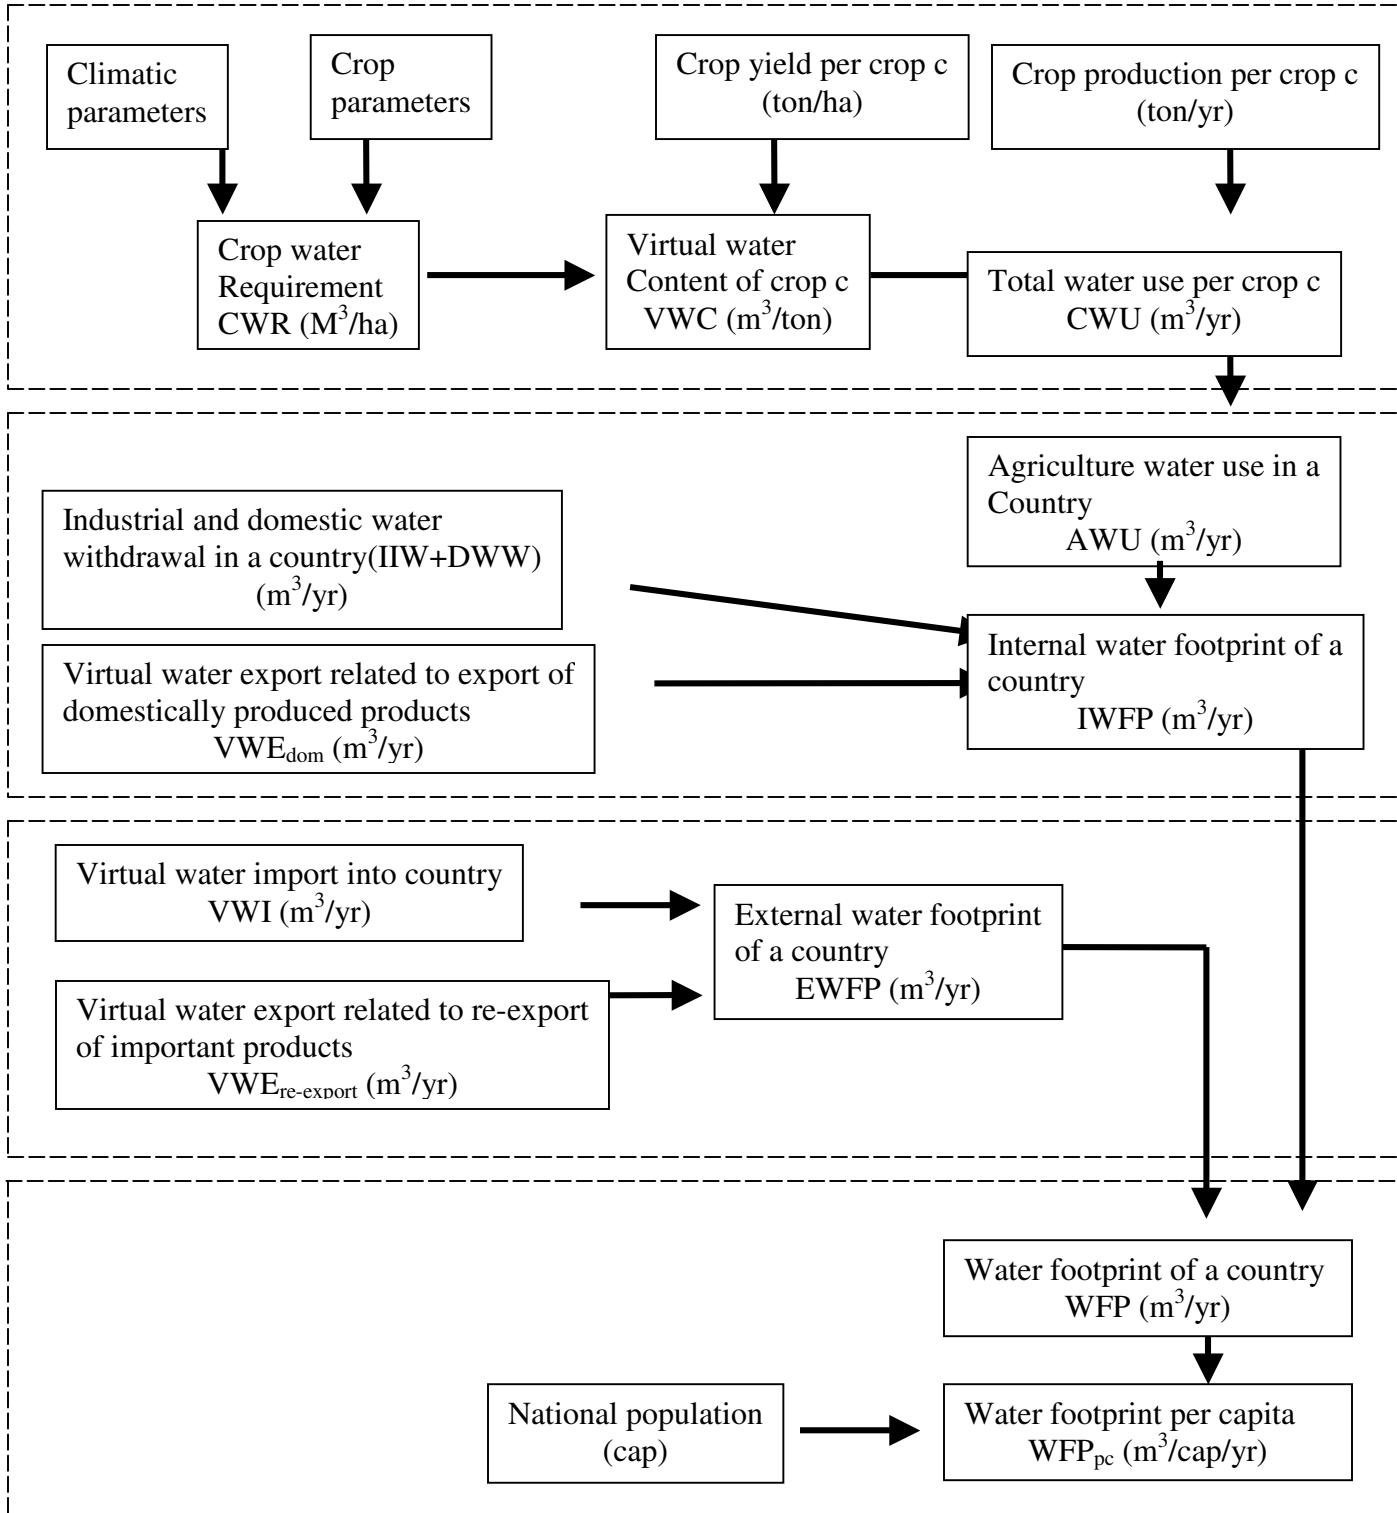 Climatic
parameters
Crop
parameters
Crop yield per crop c
(ton/ha)
Crop production per crop c
(ton/yr)
Crop water
Requirement
CWR (M³/ha)
Virtual water
Content of crop c
VWC (m³/ton)
Total water use per crop c
CWU (m³/yr)
Agriculture water use in a
Country
AWU (m³/yr)
Industrial and domestic water
withdrawal in a country(IIW+DWW)
(m³/yr)
Internal water footprint of a
country
IWFP (m³/yr)
Virtual water export related to export of
domestically produced products
VWE_dom (m³/yr)
Virtual water import into country
VWI (m³/yr)
External water footprint
of a country
EWFP (m³/yr)
Virtual water export related to re-export
of important products
VWE_re-export (m³/yr)
Water footprint of a country
WFP (m³/yr)
National population
(cap)
Water footprint per capita
WFP_pc (m³/cap/yr)